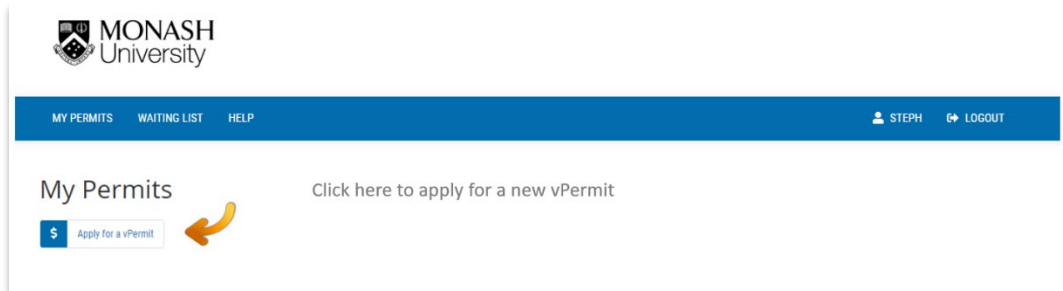 MONASH
University
MY PERMITS WAITING LIST HELP STEPH LOGOUT
My Permits
Click here to apply for a new vPermit
$ Apply for a vPermit